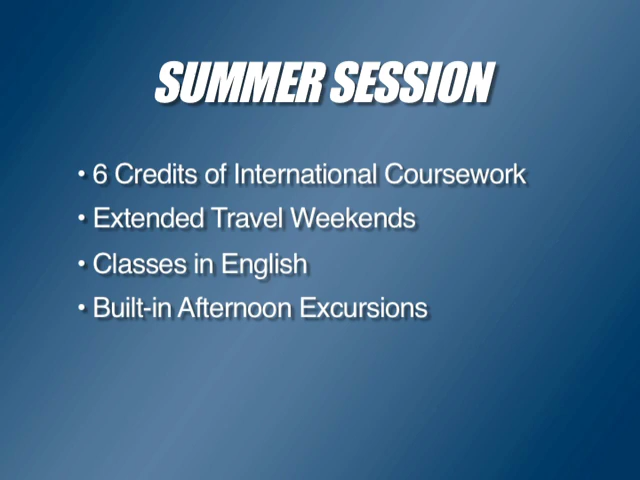 SUMMER SESSION
• 6 Credits of International Coursework
• Extended Travel Weekends
• Classes in English
• Built-in Afternoon Excursions